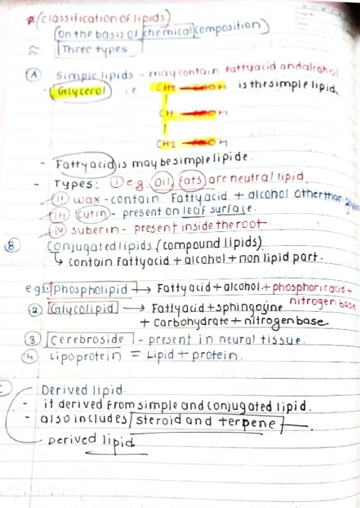 (classification of lipids)
(on the basis of chemical composition)
Three types
(A) Simple lipids - may contain Fattyacid and alcohol
- Glycerol i.e CH2 — OH is the simple lipid.
CH — OH
CH2 — OH
- Fattyacid is may be simple lipide.
- Types: (i) eg. oil, fats are neutral lipid.
(ii) wax - contain Fattyacid + alcohol other than
(iii) cutin - present on leaf surface.
(iv) suberin - present inside the root
(B) Conjugated lipids. (compound lipids)
↳ contain fattyacid + alcohol + non lipid part.
eg: (1) Phospholipid → Fattyacid + alcohol + phosphoric acid +
nitrogen base
(2) Glycolipid → Fattyacid + sphingosine
+ carbohydrate + nitrogen base
(3) Cerebroside - present in neural tissue.
(4) Lipoprotein = Lipid + protein.
Derived lipid.
- it derived from simple and conjugated lipid.
- also includes steroid and terpene
Derived lipid